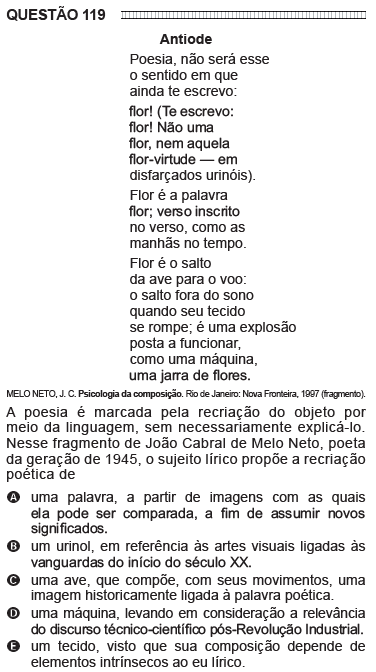 QUESTÃO 119
Antiode
Poesia, não será esse
o sentido em que
ainda te escrevo:
flor! (Te escrevo:
flor! Não uma
flor, nem aquela
flor-virtude — em
disfarçados urinóis).
Flor é a palavra
flor; verso inscrito
no verso, como as
manhãs no tempo.
Flor é o salto
da ave para o voo:
o salto fora do sono
quando seu tecido
se rompe; é uma explosão
posta a funcionar,
como uma máquina,
uma jarra de flores.
MELO NETO, J. C. Psicologia da composição. Rio de Janeiro: Nova Fronteira, 1997 (fragmento).
A poesia é marcada pela recriação do objeto por
meio da linguagem, sem necessariamente explicá-lo.
Nesse fragmento de João Cabral de Melo Neto, poeta
da geração de 1945, o sujeito lírico propõe a recriação
poética de
A uma palavra, a partir de imagens com as quais
ela pode ser comparada, a fim de assumir novos
significados.
B um urinol, em referência às artes visuais ligadas às
vanguardas do início do século XX.
C uma ave, que compõe, com seus movimentos, uma
imagem historicamente ligada à palavra poética.
D uma máquina, levando em consideração a relevância
do discurso técnico-científico pós-Revolução Industrial.
E um tecido, visto que sua composição depende de
elementos intrínsecos ao eu lírico.